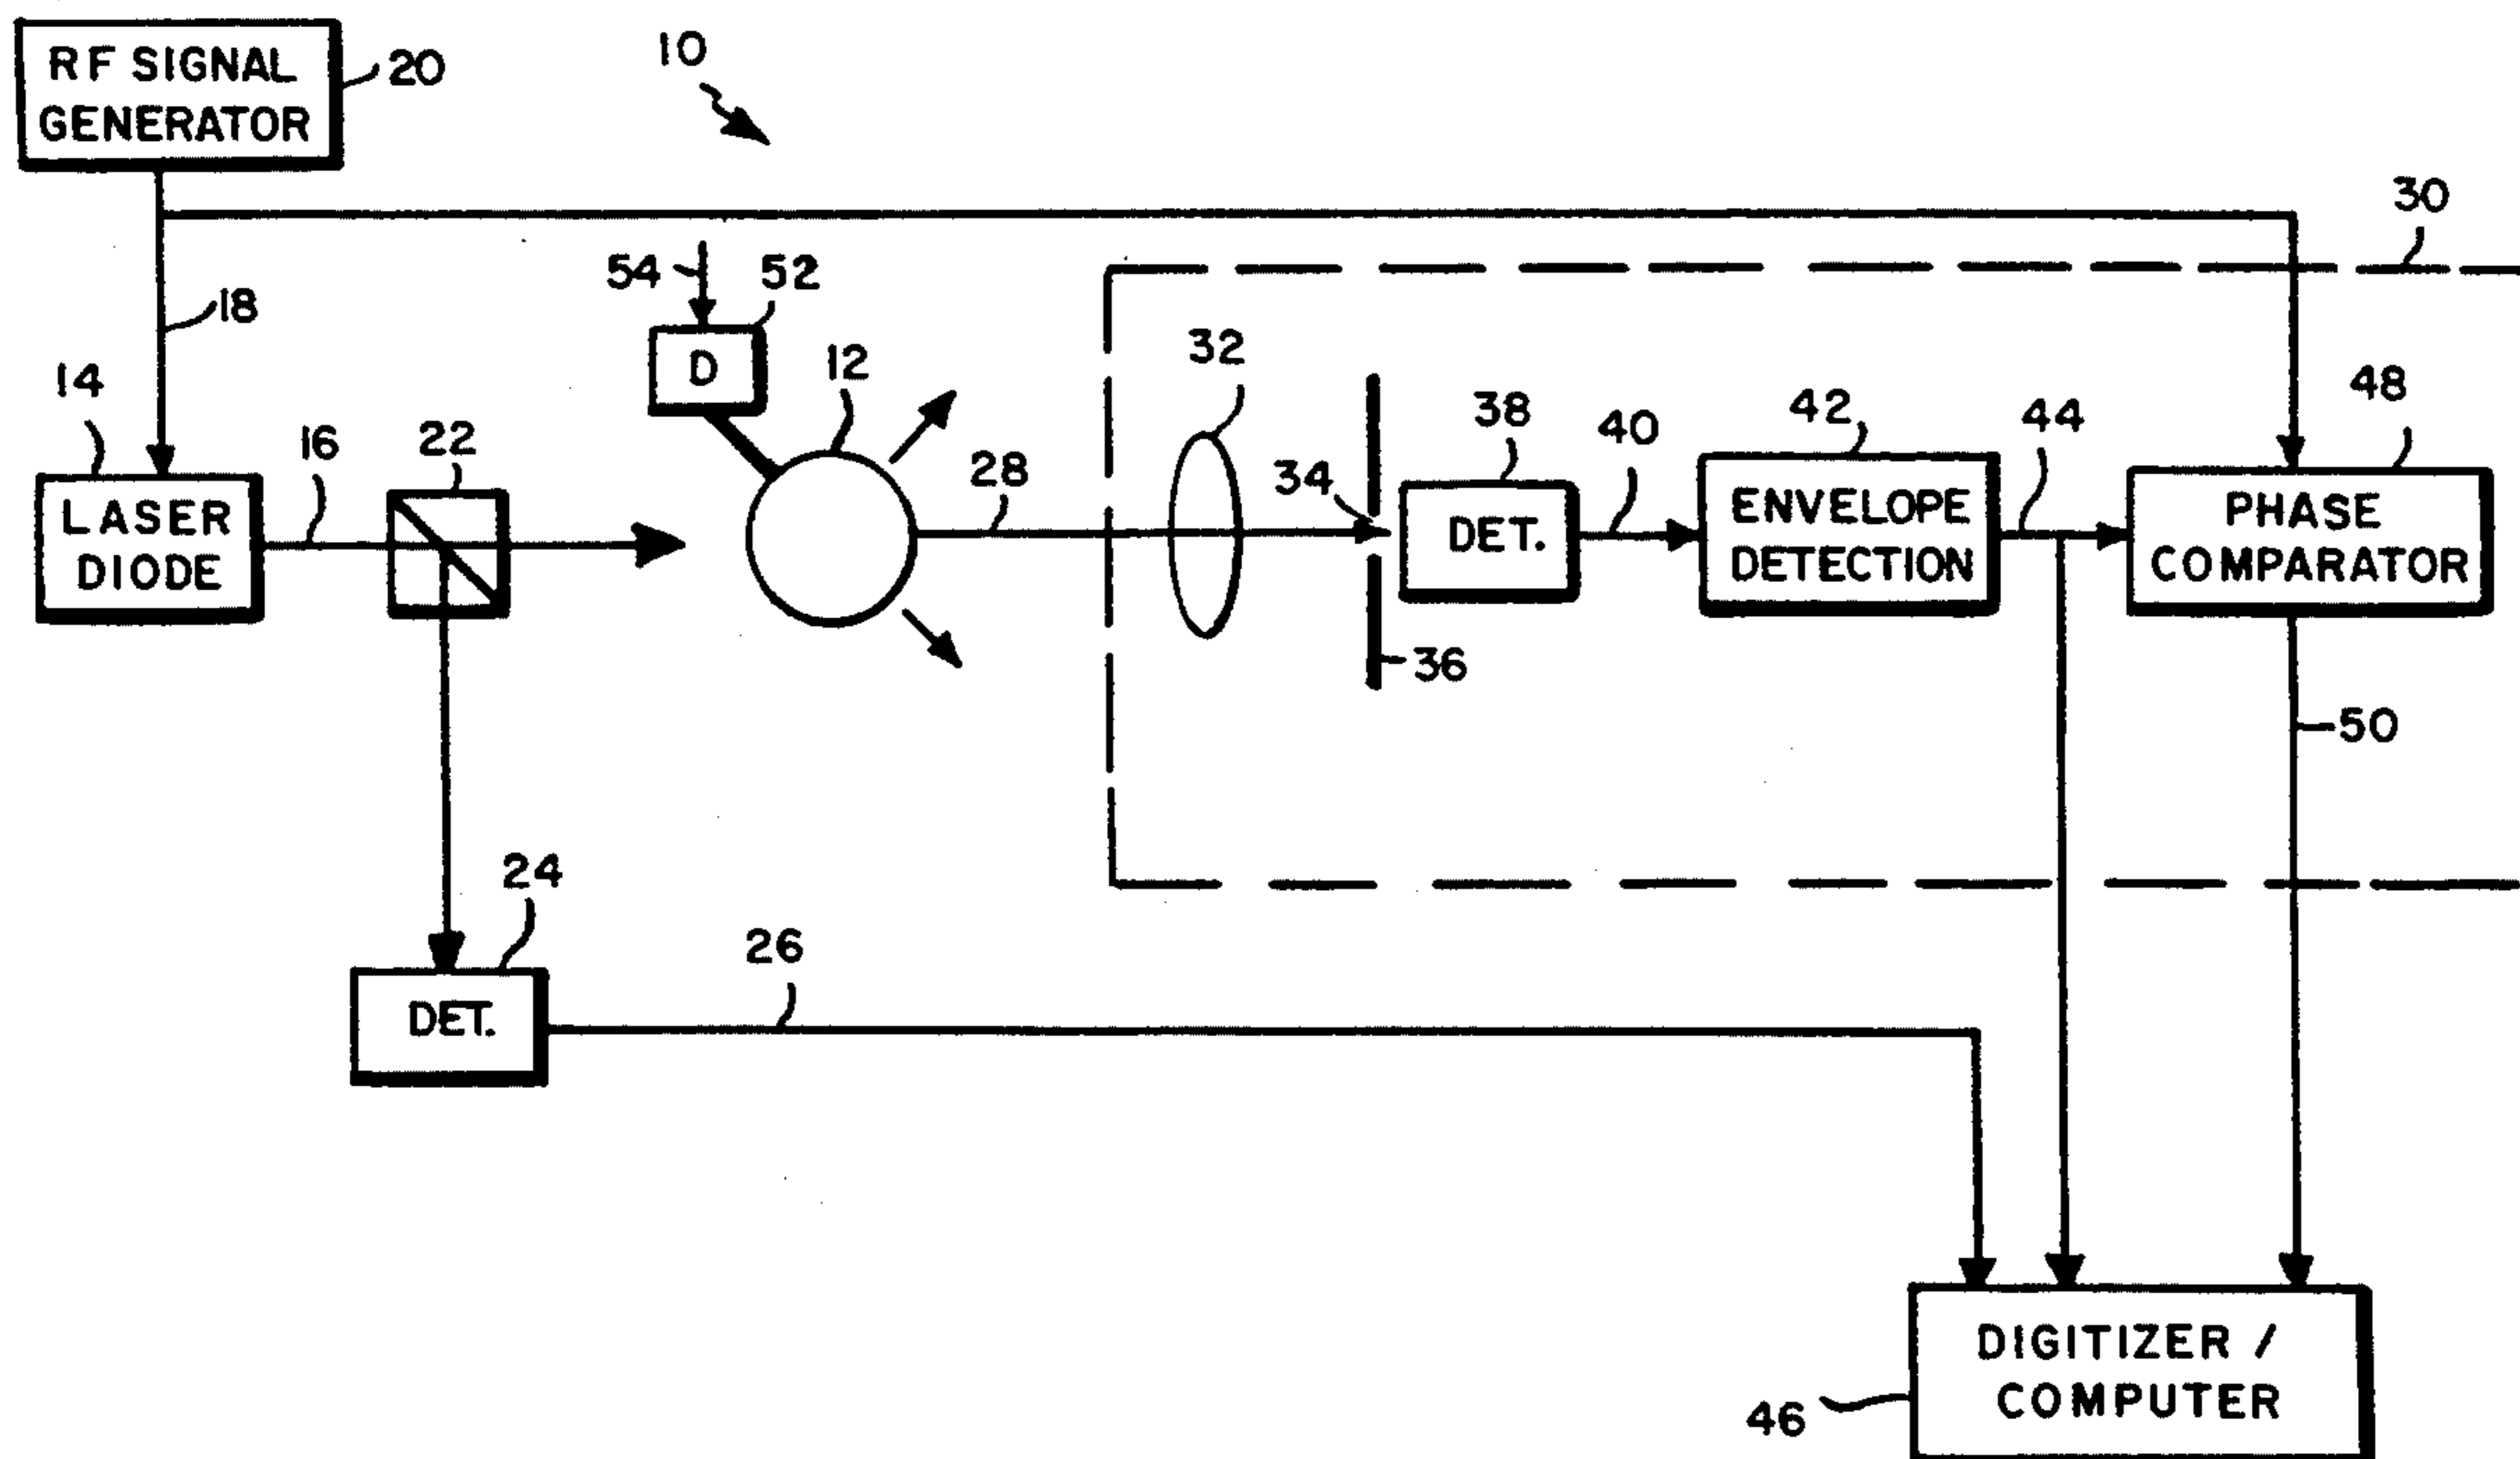 RF SIGNAL
GENERATOR
20
10
30
18
54
52
D
12
14
16
22
28
32
34
36
38
40
42
44
48
LASER
DIODE
DET.
ENVELOPE
DETECTION
PHASE
COMPARATOR
50
24
DET.
26
DIGITIZER /
COMPUTER
46